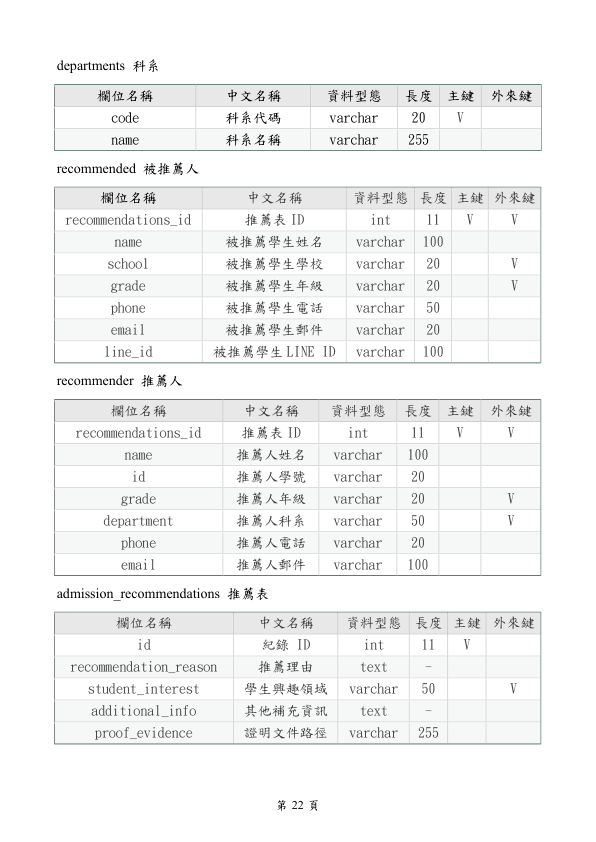 departments 科系
欄位名稱 中文名稱 資料型態 長度 主鍵 外來鍵
code 科系代碼 varchar 20 V
name 科系名稱 varchar 255
recommended 被推薦人
欄位名稱 中文名稱 資料型態 長度 主鍵 外來鍵
recommendations_id 推薦表 ID int 11 V V
name 被推薦學生姓名 varchar 100
school 被推薦學生學校 varchar 20 V
grade 被推薦學生年級 varchar 20 V
phone 被推薦學生電話 varchar 50
email 被推薦學生郵件 varchar 20
line_id 被推薦學生 LINE ID varchar 100
recommender 推薦人
欄位名稱 中文名稱 資料型態 長度 主鍵 外來鍵
recommendations_id 推薦表 ID int 11 V V
name 推薦人姓名 varchar 100
id 推薦人學號 varchar 20
grade 推薦人年級 varchar 20 V
department 推薦人科系 varchar 50 V
phone 推薦人電話 varchar 20
email 推薦人郵件 varchar 100
admission_recommendations 推薦表
欄位名稱 中文名稱 資料型態 長度 主鍵 外來鍵
id 紀錄 ID int 11 V
recommendation_reason 推薦理由 text -
student_interest 學生興趣領域 varchar 50 V
additional_info 其他補充資訊 text -
proof_evidence 證明文件路徑 varchar 255
第 22 頁